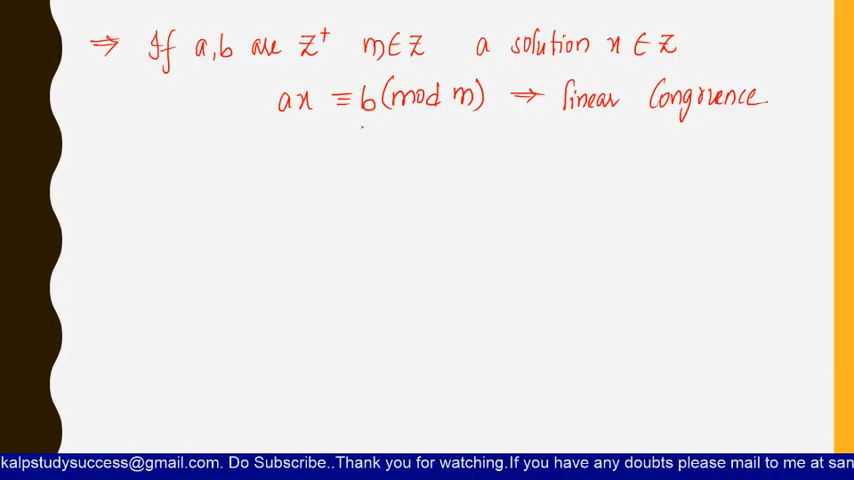 ⇒ If a,b are Z⁺ m∈Z a solution x∈Z
ax ≡ b(mod m) ⇒ linear Congruence.
kalpstudysuccess@gmail.com. Do Subscribe..Thank you for watching.If you have any doubts please mail to me at san